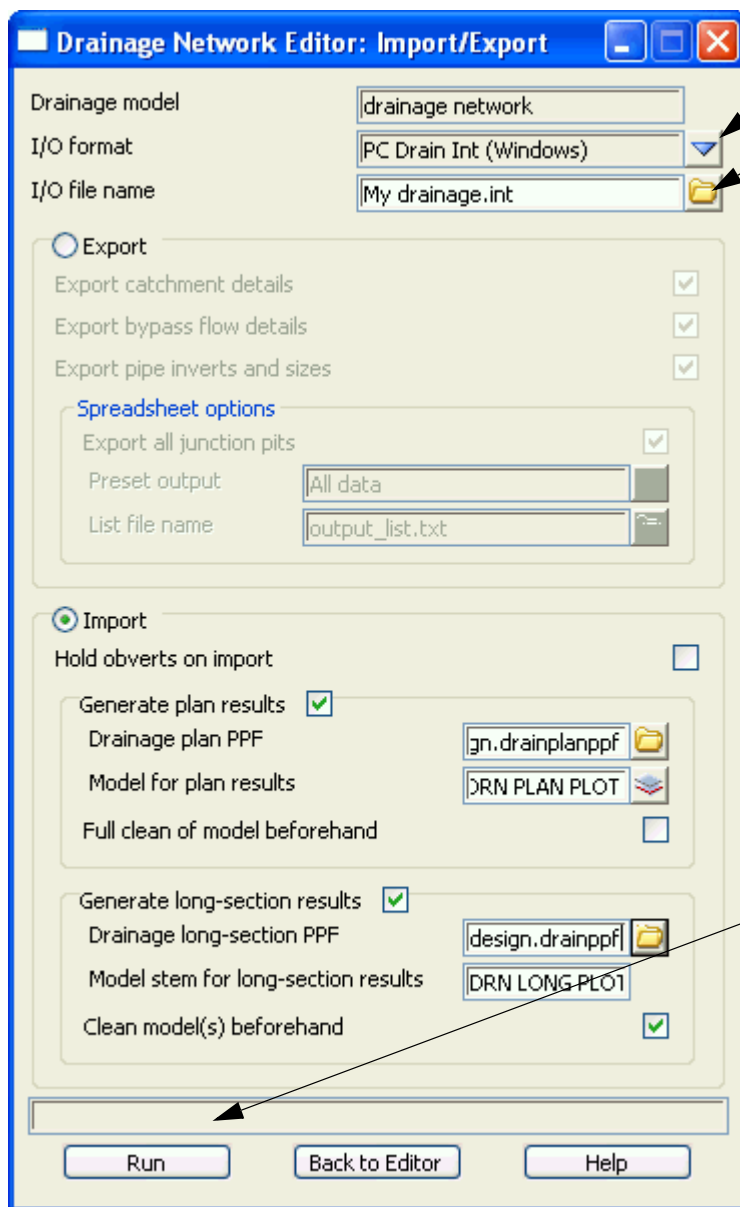 Drainage Network Editor: Import/Export
Drainage model drainage network
I/O format PC Drain Int (Windows)
I/O file name My drainage.int
Export
Export catchment details
Export bypass flow details
Export pipe inverts and sizes
Spreadsheet options
Export all junction pits
Preset output All data
List file name output_list.txt
Import
Hold obverts on import
Generate plan results
Drainage plan PPF gn.drainplanppf
Model for plan results DRN PLAN PLOT
Full clean of model beforehand
Generate long-section results
Drainage long-section PPF design.drainppf
Model stem for long-section results DRN LONG PLOT
Clean model(s) beforehand
Run Back to Editor Help